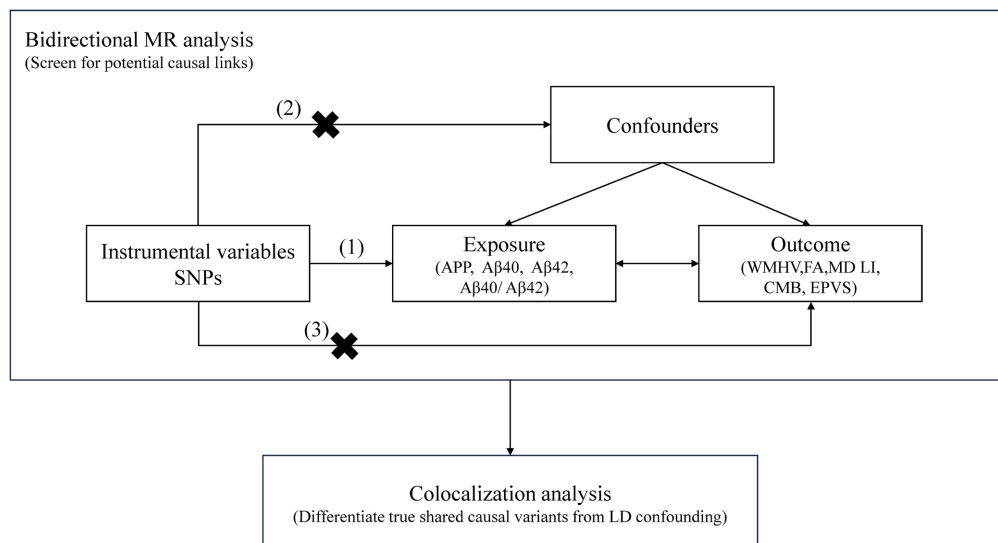 Bidirectional MR analysis
(Screen for potential causal links)
(2)
Confounders
Instrumental variables
SNPs
(1)
Exposure
(APP, Aβ40, Aβ42,
Aβ40/ Aβ42)
Outcome
(WMHV,FA,MD LI,
CMB, EPVS)
(3)
Colocalization analysis
(Differentiate true shared causal variants from LD confounding)